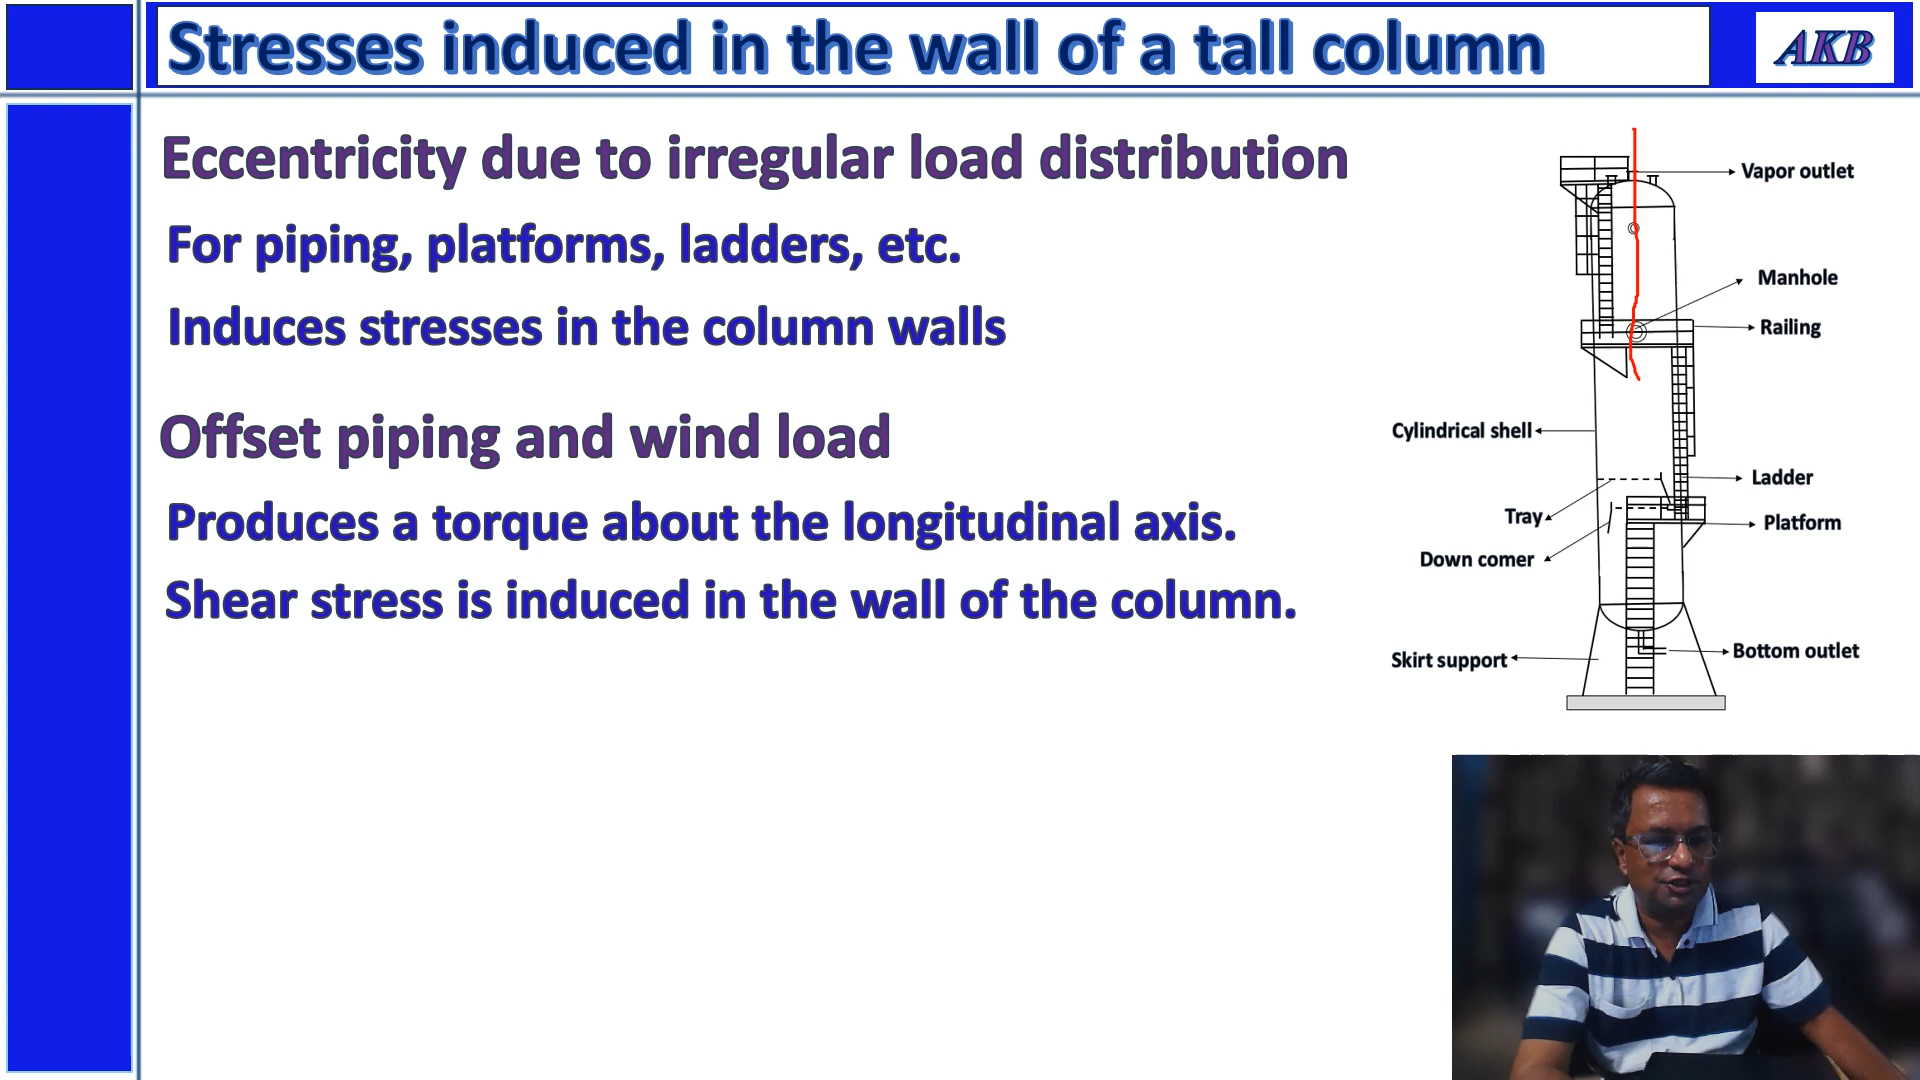 Stresses induced in the wall of a tall column
AKB
Eccentricity due to irregular load distribution
For piping, platforms, ladders, etc.
Induces stresses in the column walls
Offset piping and wind load
Produces a torque about the longitudinal axis.
Shear stress is induced in the wall of the column.
Vapor outlet
Manhole
Railing
Cylindrical shell
Ladder
Tray
Platform
Down comer
Bottom outlet
Skirt support